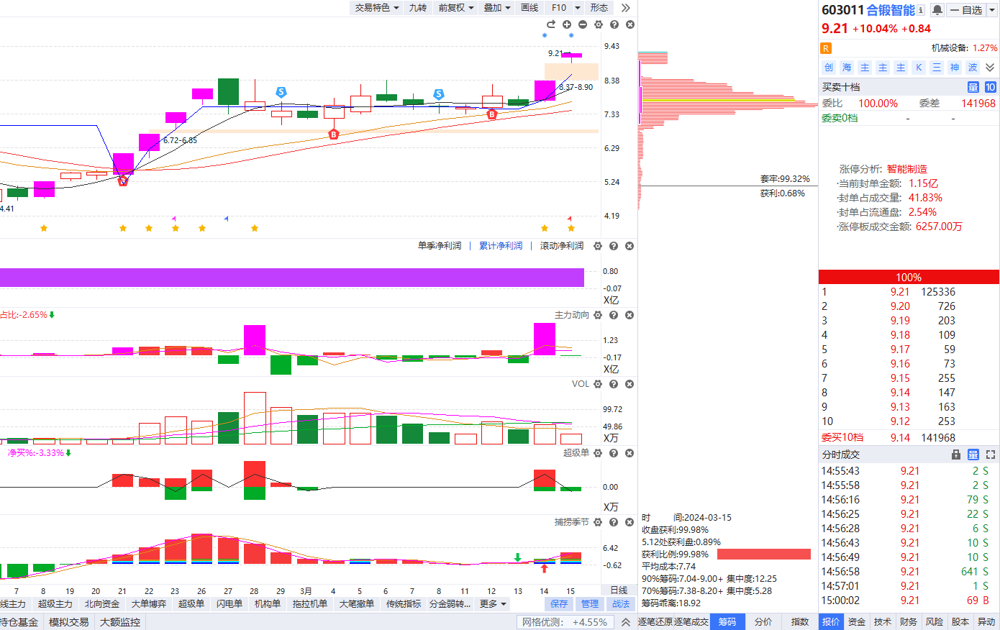 交易特色 九转 前复权 叠加 画线 F10 形态
9.21
9.43
8.38
8.37-8.90
7.33
6.72-6.85
6.29
5.24
4.41
4.19
S
S
B
B
单季净利润 | 累计净利润 | 滚动净利润
0.80
-0.07
X亿
占比:-2.65% 主力动向
1.23
-0.17
X亿
VOL
99.72
49.86
X万
净买%:-3.33% 超级单
0.00
X万
捕捞季节
6.42
-0.62
7 8 19 20 21 22 23 26 27 28 29 3月 4 5 6 7 8 11 12 13 14 15 日线
线主力 超级主力 北向资金 大单博弈 超级单 闪电单 机构单 拖拉机单 大笔撤单 传统指标 分金弱转... 更多 保存 管理 战法
持仓基金 模拟交易 大额监控 网格优测: +4.55%
套牢:99.32%
获利:0.68%
时 间:2024-03-15
收盘获利:99.98%
5.12处获利盘:0.89%
获利比例:99.98%
平均成本:7.74
90%筹码:7.04-9.00+ 集中度:12.25
70%筹码:7.38-8.20+ 集中度:5.28
筹码乖离:18.92
逐笔还原 逐笔成交 筹码 分价 指数
603011 合锻智能 自选
9.21 +10.04% +0.84
R 机械设备: 1.27%
创 海 主 主 主 K 三 神 波
买卖十档 量 10
委比 100.00% 委差 141968
委卖0档 - -
涨停分析: 智能制造
·当前封单金额: 1.15亿
·封单占成交量: 41.83%
·封单占流通盘: 2.54%
·涨停板成交金额: 6257.00万
100%
1 9.21 125336
2 9.20 726
3 9.19 203
4 9.18 109
5 9.17 59
6 9.16 73
7 9.15 255
8 9.14 147
9 9.13 163
10 9.12 253
委买10档 9.14 141968
分时成交 量
14:55:43 9.21 2 S
14:55:58 9.21 2 S
14:56:16 9.21 79 S
14:56:25 9.21 22 S
14:56:28 9.21 6 S
14:56:43 9.21 10 S
14:56:49 9.21 10 S
14:56:58 9.21 641 S
14:57:01 9.21 1 S
15:00:02 9.21 69 B
报价 资金 技术 财务 风险 股本 异动